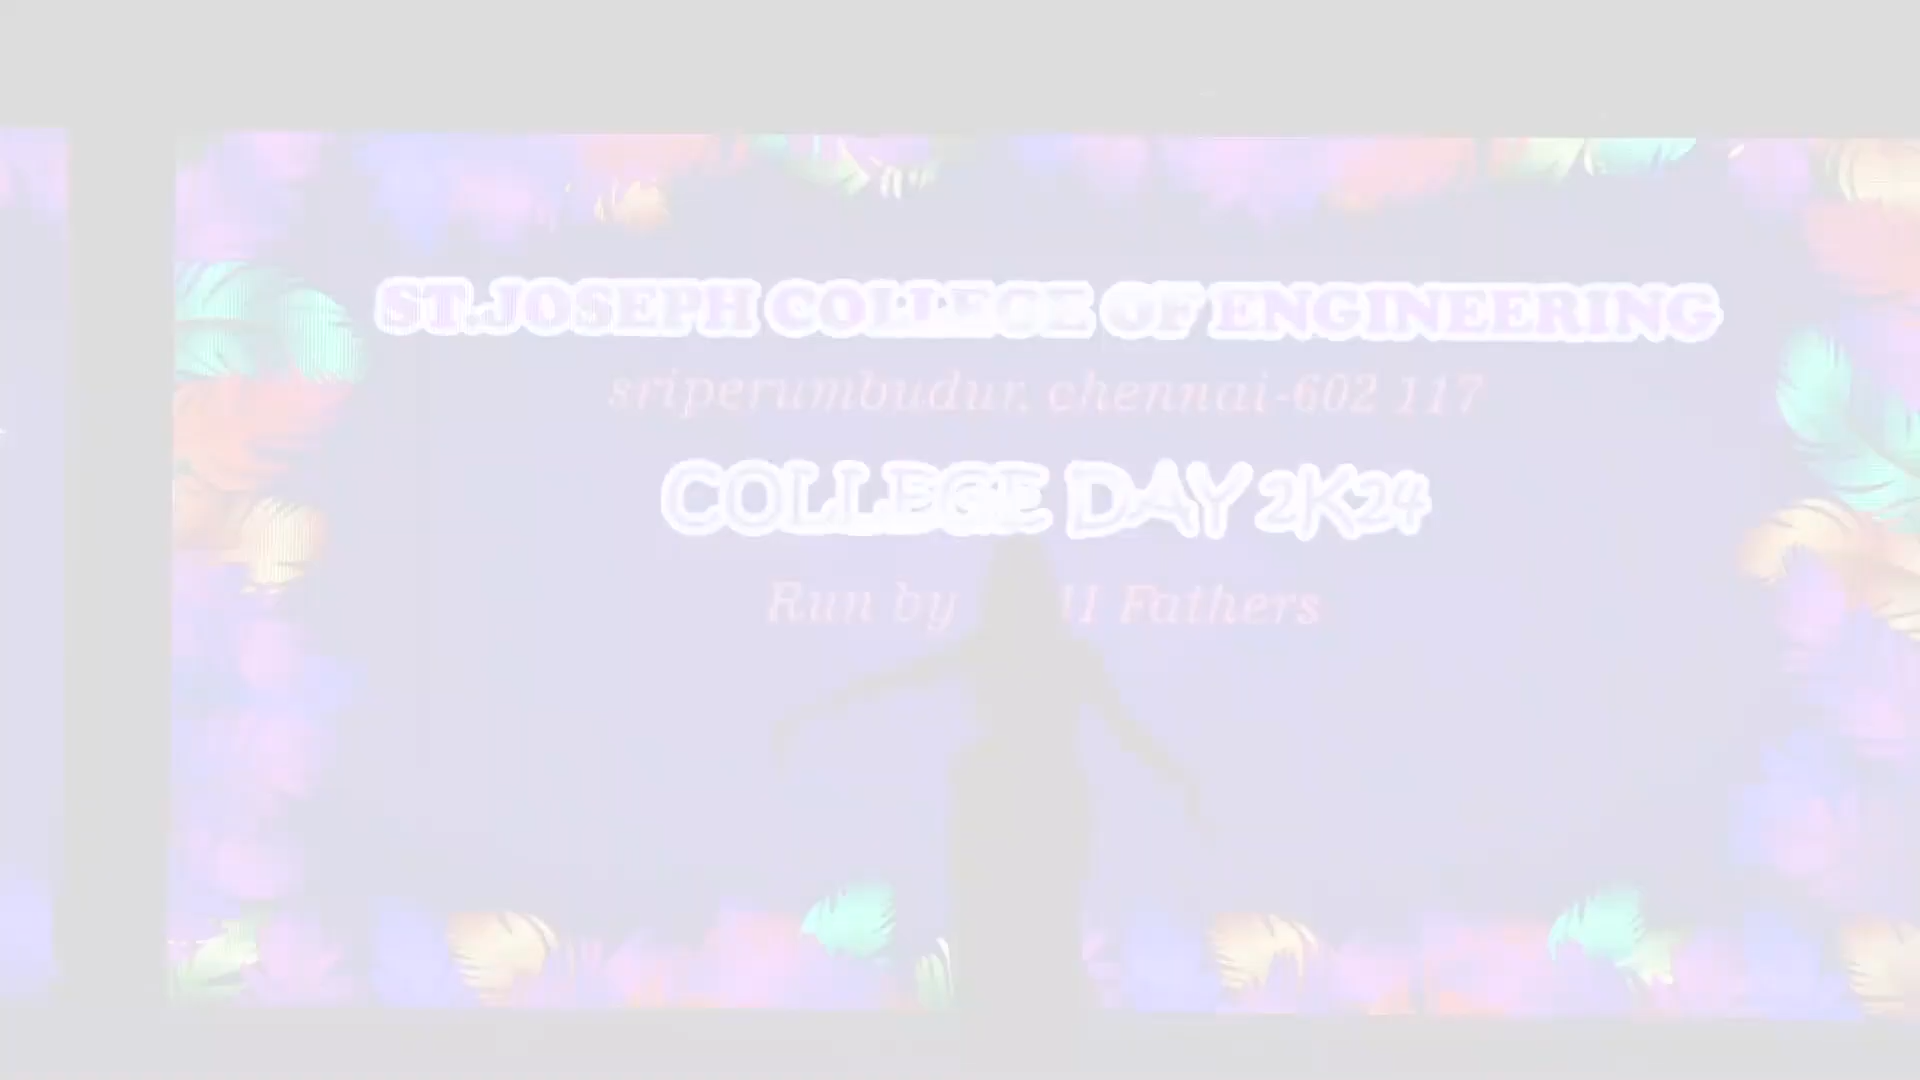 ST.JOSEPH COLLEGE OF ENGINEERING
sriperumbudur, chennai-602 117
COLLEGE DAY 2K24
Run by Fathers